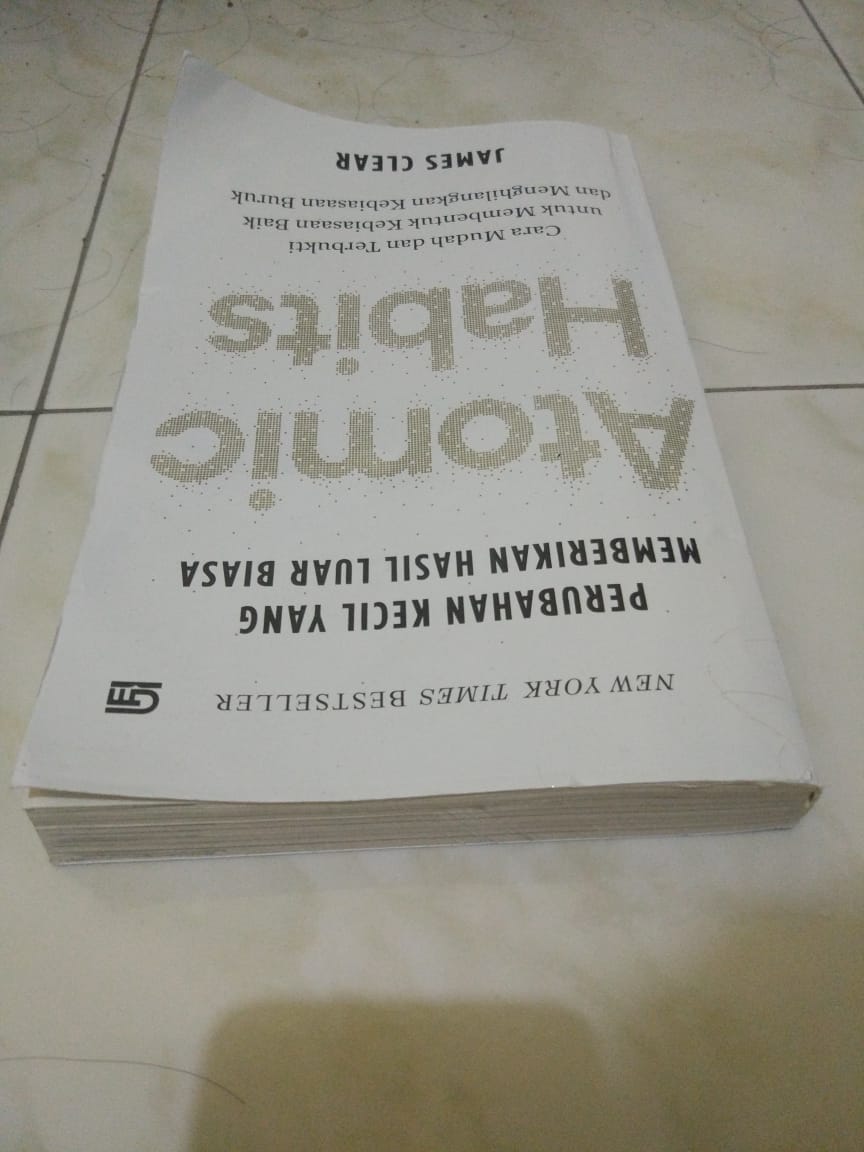 NEW YORK TIMES BESTSELLER
PERUBAHAN KECIL YANG
MEMBERIKAN HASIL LUAR BIASA
Atomic
Habits
Cara Mudah dan Terbukti
untuk Membentuk Kebiasaan Baik
dan Menghilangkan Kebiasaan Buruk
JAMES CLEAR